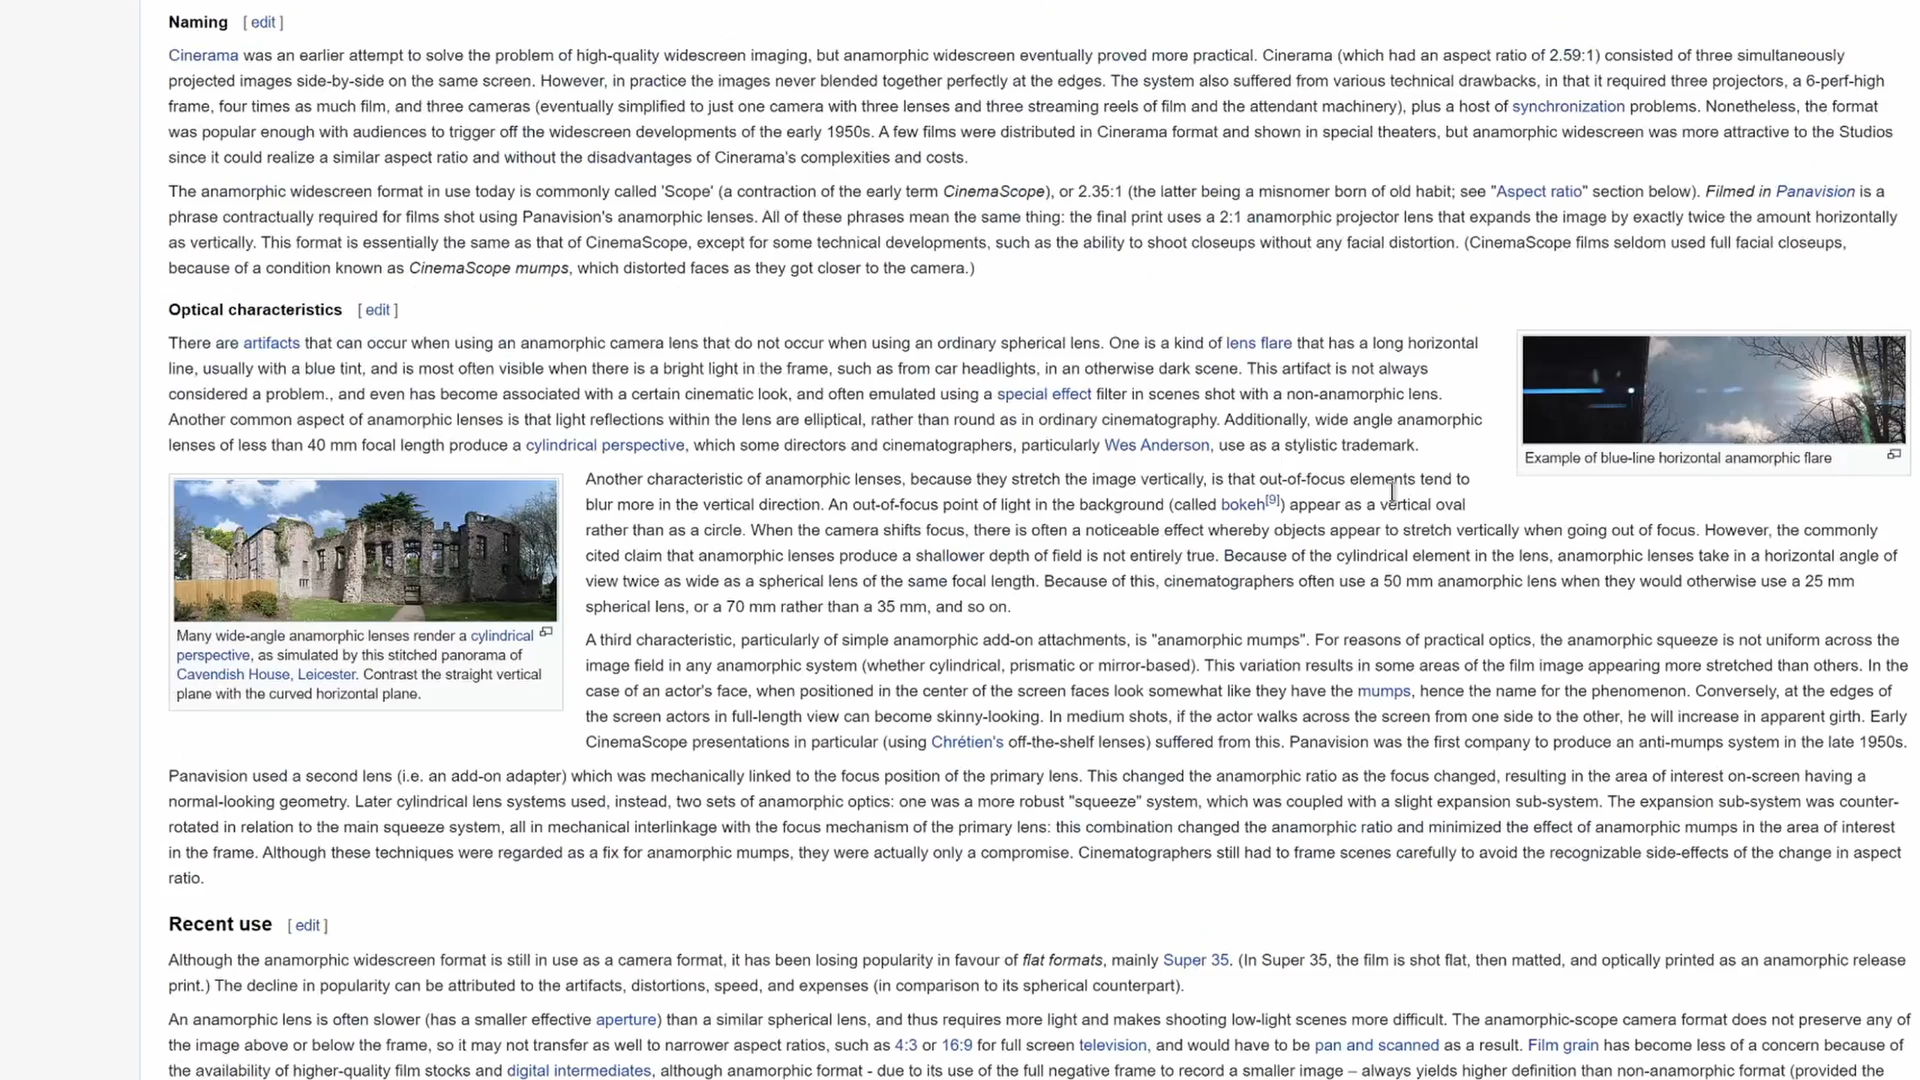 Naming [ edit ]
Cinerama was an earlier attempt to solve the problem of high-quality widescreen imaging, but anamorphic widescreen eventually proved more practical. Cinerama (which had an aspect ratio of 2.59:1) consisted of three simultaneously
projected images side-by-side on the same screen. However, in practice the images never blended together perfectly at the edges. The system also suffered from various technical drawbacks, in that it required three projectors, a 6-perf-high
frame, four times as much film, and three cameras (eventually simplified to just one camera with three lenses and three streaming reels of film and the attendant machinery), plus a host of synchronization problems. Nonetheless, the format
was popular enough with audiences to trigger off the widescreen developments of the early 1950s. A few films were distributed in Cinerama format and shown in special theaters, but anamorphic widescreen was more attractive to the Studios
since it could realize a similar aspect ratio and without the disadvantages of Cinerama's complexities and costs.
The anamorphic widescreen format in use today is commonly called 'Scope' (a contraction of the early term CinemaScope), or 2.35:1 (the latter being a misnomer born of old habit; see "Aspect ratio" section below). Filmed in Panavision is a
phrase contractually required for films shot using Panavision's anamorphic lenses. All of these phrases mean the same thing: the final print uses a 2:1 anamorphic projector lens that expands the image by exactly twice the amount horizontally
as vertically. This format is essentially the same as that of CinemaScope, except for some technical developments, such as the ability to shoot closeups without any facial distortion. (CinemaScope films seldom used full facial closeups,
because of a condition known as CinemaScope mumps, which distorted faces as they got closer to the camera.)
Optical characteristics [ edit ]
There are artifacts that can occur when using an anamorphic camera lens that do not occur when using an ordinary spherical lens. One is a kind of lens flare that has a long horizontal
line, usually with a blue tint, and is most often visible when there is a bright light in the frame, such as from car headlights, in an otherwise dark scene. This artifact is not always
considered a problem., and even has become associated with a certain cinematic look, and often emulated using a special effect filter in scenes shot with a non-anamorphic lens.
Another common aspect of anamorphic lenses is that light reflections within the lens are elliptical, rather than round as in ordinary cinematography. Additionally, wide angle anamorphic
lenses of less than 40 mm focal length produce a cylindrical perspective, which some directors and cinematographers, particularly Wes Anderson, use as a stylistic trademark.
Example of blue-line horizontal anamorphic flare
Many wide-angle anamorphic lenses render a cylindrical
perspective, as simulated by this stitched panorama of
Cavendish House, Leicester. Contrast the straight vertical
plane with the curved horizontal plane.
Another characteristic of anamorphic lenses, because they stretch the image vertically, is that out-of-focus elements tend to
blur more in the vertical direction. An out-of-focus point of light in the background (called bokeh[9]) appear as a vertical oval
rather than as a circle. When the camera shifts focus, there is often a noticeable effect whereby objects appear to stretch vertically when going out of focus. However, the commonly
cited claim that anamorphic lenses produce a shallower depth of field is not entirely true. Because of the cylindrical element in the lens, anamorphic lenses take in a horizontal angle of
view twice as wide as a spherical lens of the same focal length. Because of this, cinematographers often use a 50 mm anamorphic lens when they would otherwise use a 25 mm
spherical lens, or a 70 mm rather than a 35 mm, and so on.
A third characteristic, particularly of simple anamorphic add-on attachments, is "anamorphic mumps". For reasons of practical optics, the anamorphic squeeze is not uniform across the
image field in any anamorphic system (whether cylindrical, prismatic or mirror-based). This variation results in some areas of the film image appearing more stretched than others. In the
case of an actor's face, when positioned in the center of the screen faces look somewhat like they have the mumps, hence the name for the phenomenon. Conversely, at the edges of
the screen actors in full-length view can become skinny-looking. In medium shots, if the actor walks across the screen from one side to the other, he will increase in apparent girth. Early
CinemaScope presentations in particular (using Chrétien's off-the-shelf lenses) suffered from this. Panavision was the first company to produce an anti-mumps system in the late 1950s.
Panavision used a second lens (i.e. an add-on adapter) which was mechanically linked to the focus position of the primary lens. This changed the anamorphic ratio as the focus changed, resulting in the area of interest on-screen having a
normal-looking geometry. Later cylindrical lens systems used, instead, two sets of anamorphic optics: one was a more robust "squeeze" system, which was coupled with a slight expansion sub-system. The expansion sub-system was counter-
rotated in relation to the main squeeze system, all in mechanical interlinkage with the focus mechanism of the primary lens: this combination changed the anamorphic ratio and minimized the effect of anamorphic mumps in the area of interest
in the frame. Although these techniques were regarded as a fix for anamorphic mumps, they were actually only a compromise. Cinematographers still had to frame scenes carefully to avoid the recognizable side-effects of the change in aspect
ratio.
Recent use [ edit ]
Although the anamorphic widescreen format is still in use as a camera format, it has been losing popularity in favour of flat formats, mainly Super 35. (In Super 35, the film is shot flat, then matted, and optically printed as an anamorphic release
print.) The decline in popularity can be attributed to the artifacts, distortions, speed, and expenses (in comparison to its spherical counterpart).
An anamorphic lens is often slower (has a smaller effective aperture) than a similar spherical lens, and thus requires more light and makes shooting low-light scenes more difficult. The anamorphic-scope camera format does not preserve any of
the image above or below the frame, so it may not transfer as well to narrower aspect ratios, such as 4:3 or 16:9 for full screen television, and would have to be pan and scanned as a result. Film grain has become less of a concern because of
the availability of higher-quality film stocks and digital intermediates, although anamorphic format - due to its use of the full negative frame to record a smaller image – always yields higher definition than non-anamorphic format (provided the